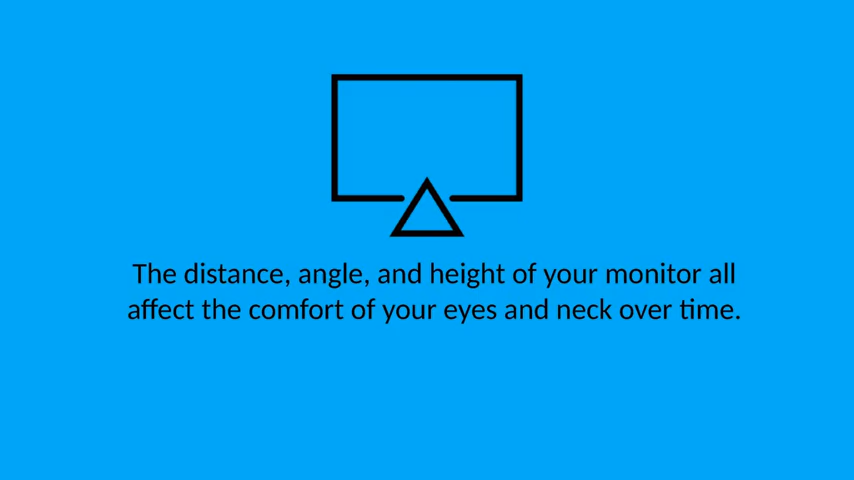 The distance, angle, and height of your monitor all
affect the comfort of your eyes and neck over time.